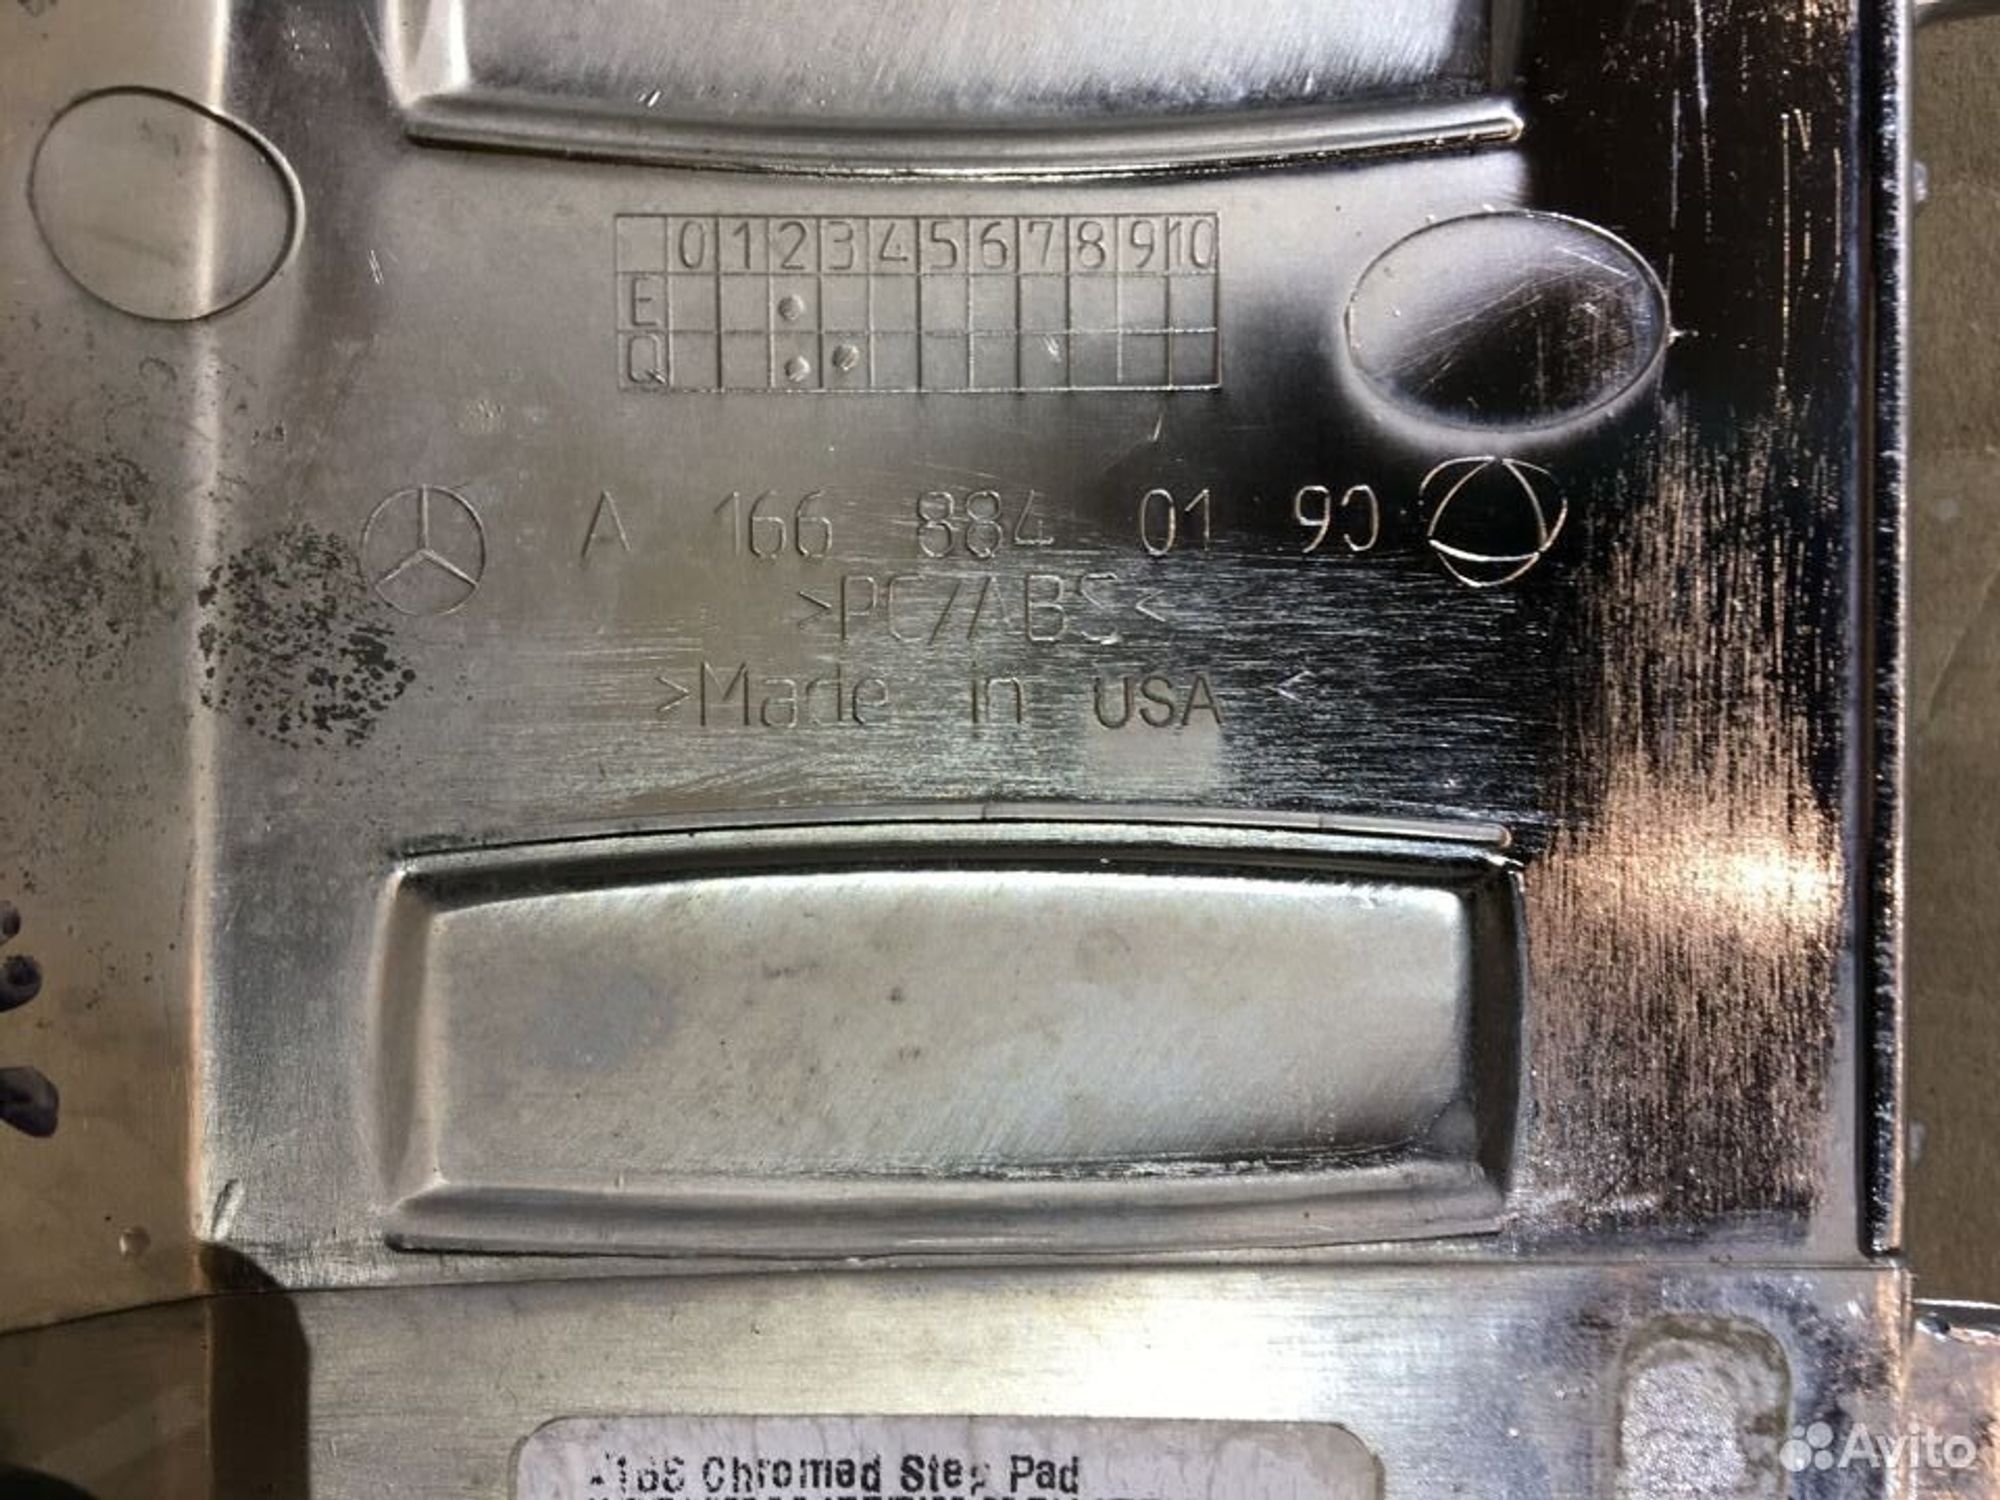 0 1 2 3 4 5 6 7 8 9 10
E
Q
A 166 884 01 90
>PC/ABS<
>Made in USA <
Chromed Step Pad
Avito